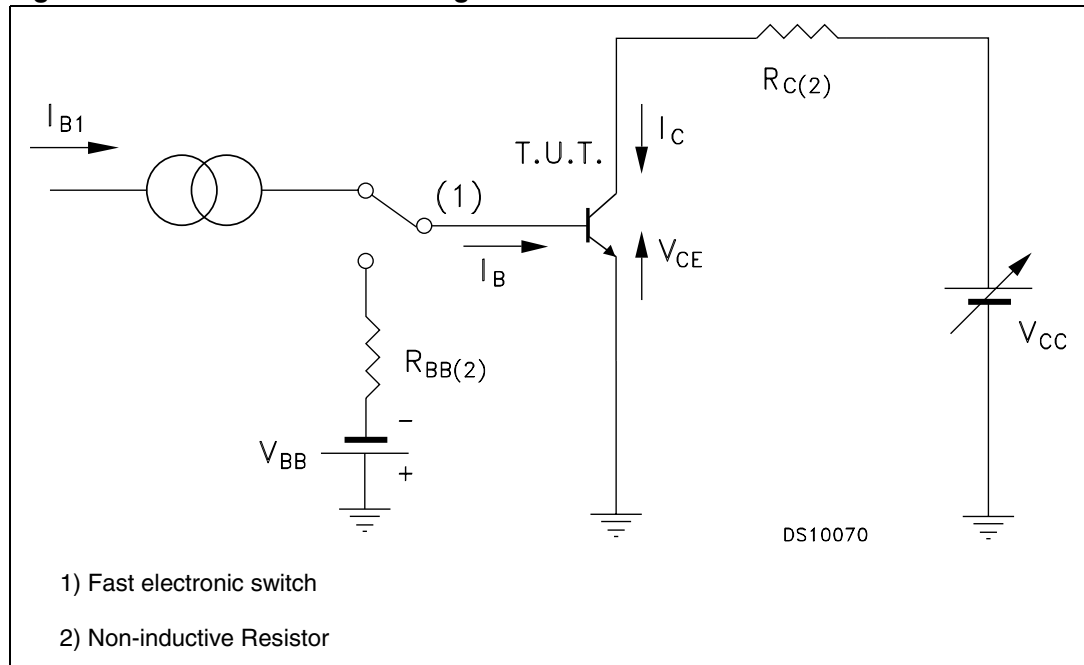 I_B1
R_C(2)
I_C
T.U.T.
(1)
V_CE
I_B
R_BB(2)
V_CC
-
V_BB
+
DS10070
1) Fast electronic switch
2) Non-inductive Resistor